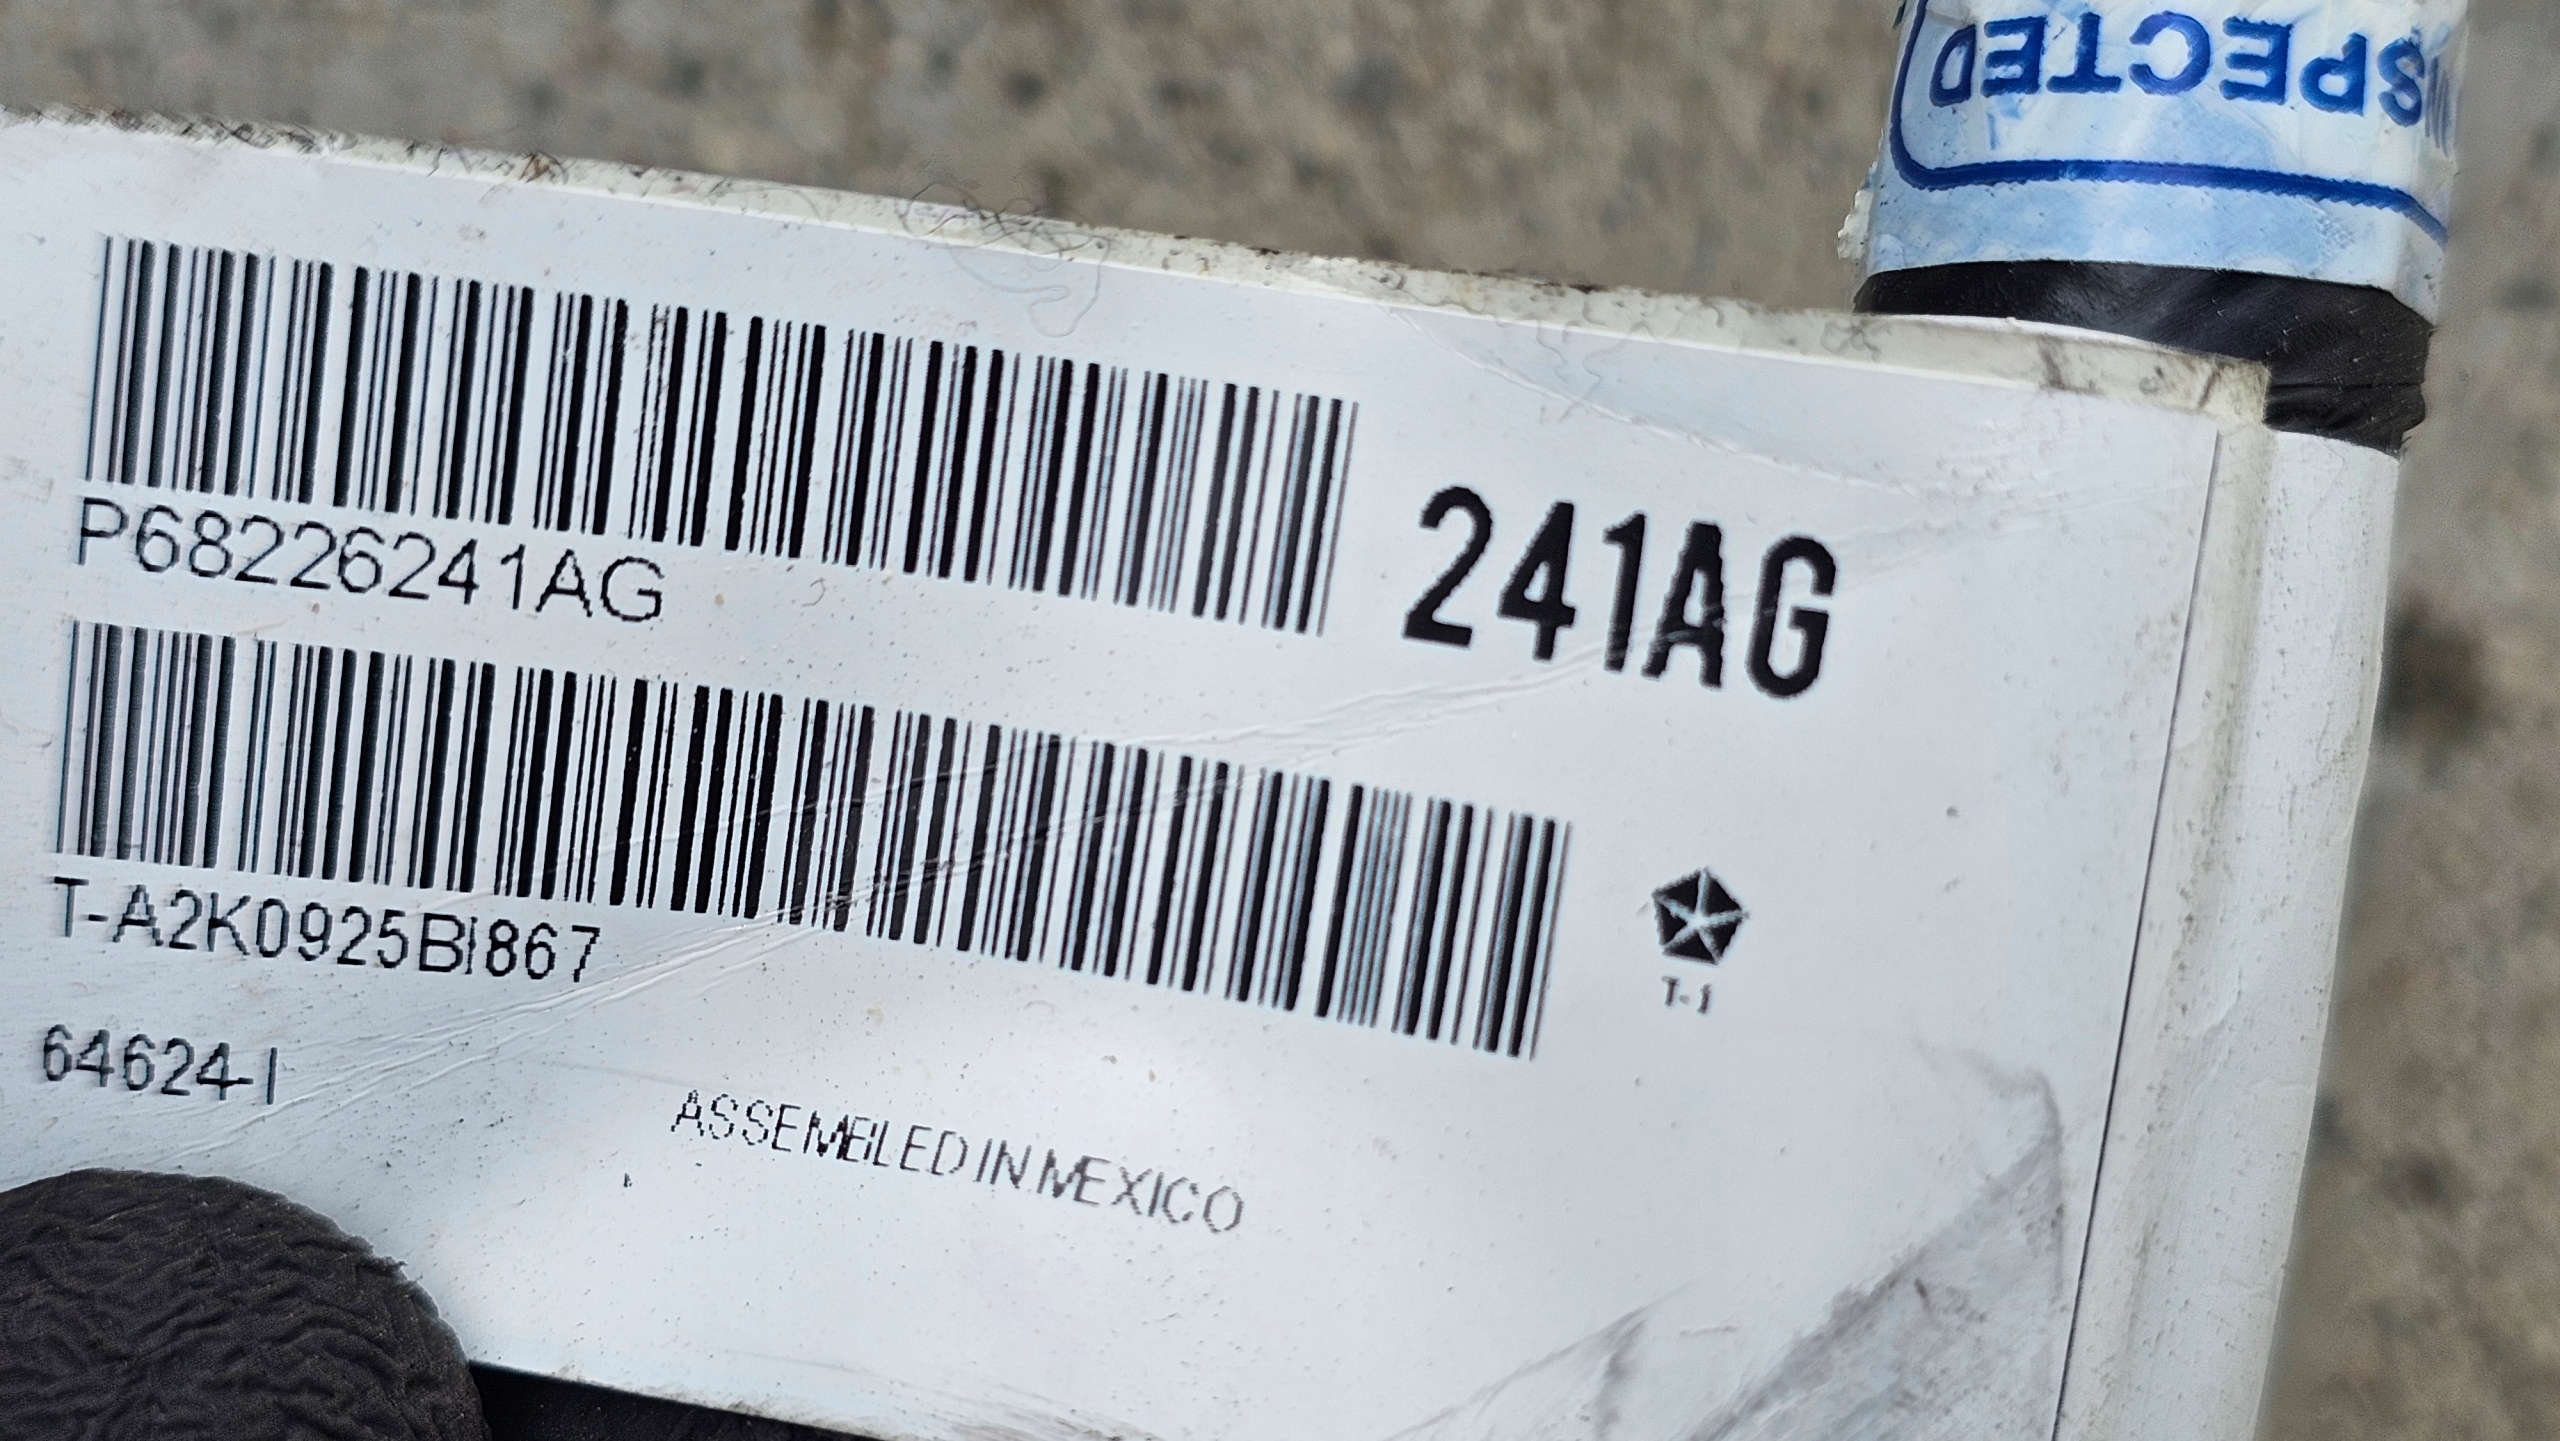 SPECTED
P68226241AG
241AG
T-A2K0925BI867
T-1
64624-I
ASSEMBLED IN MEXICO